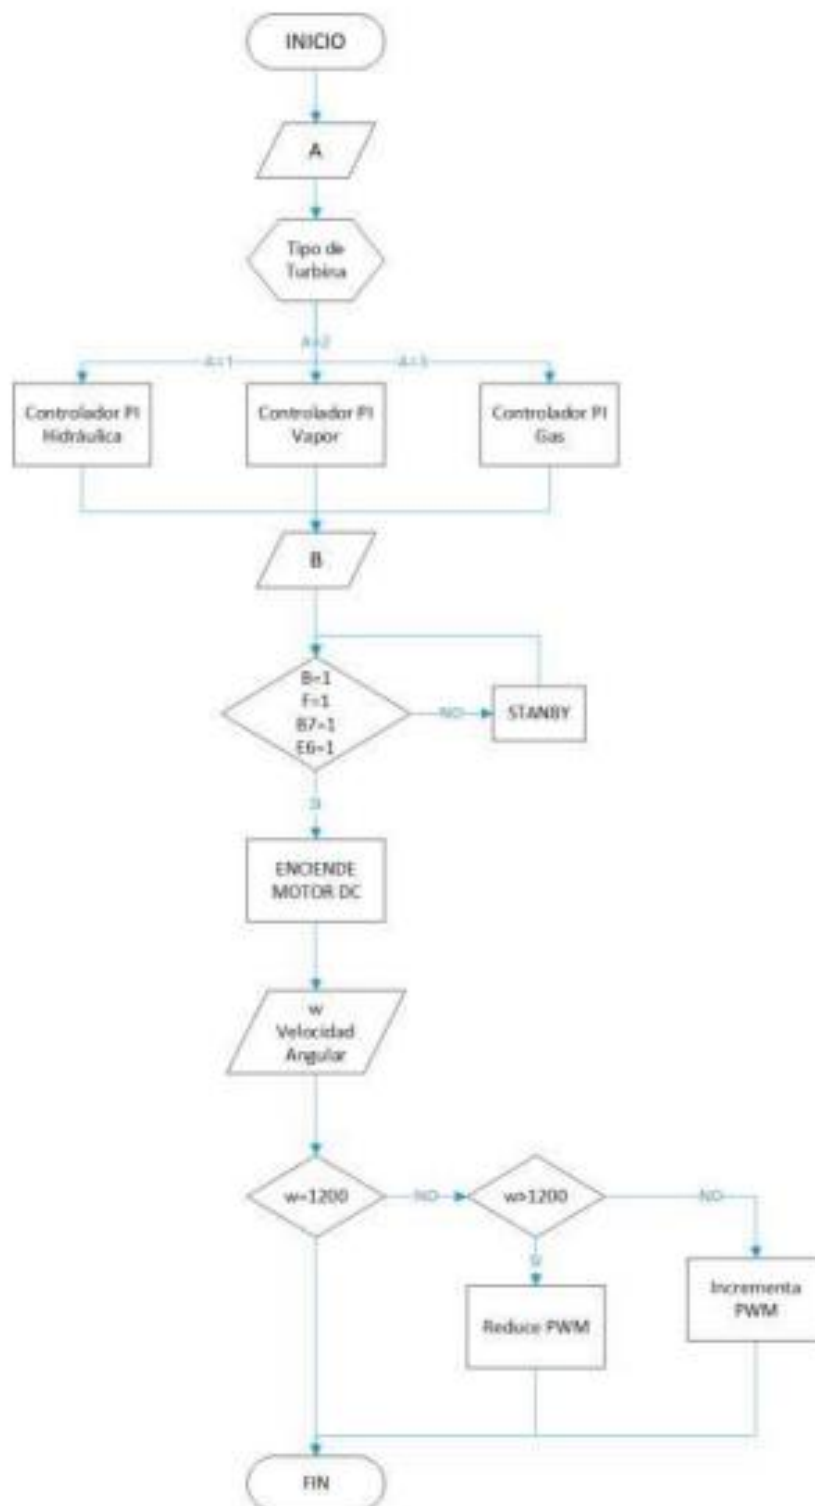 INICIO
A
Tipo de
Turbina
A=2
A=1
A=3
Controlador PI
Hidráulica
Controlador PI
Vapor
Controlador PI
Gas
B
B=1
F=1
B7=1
E6=1
NO
STANBY
SI
ENCIENDE
MOTOR DC
w
Velocidad
Angular
w=1200
NO
w>1200
NO
SI
Incrementa
PWM
Reduce PWM
FIN